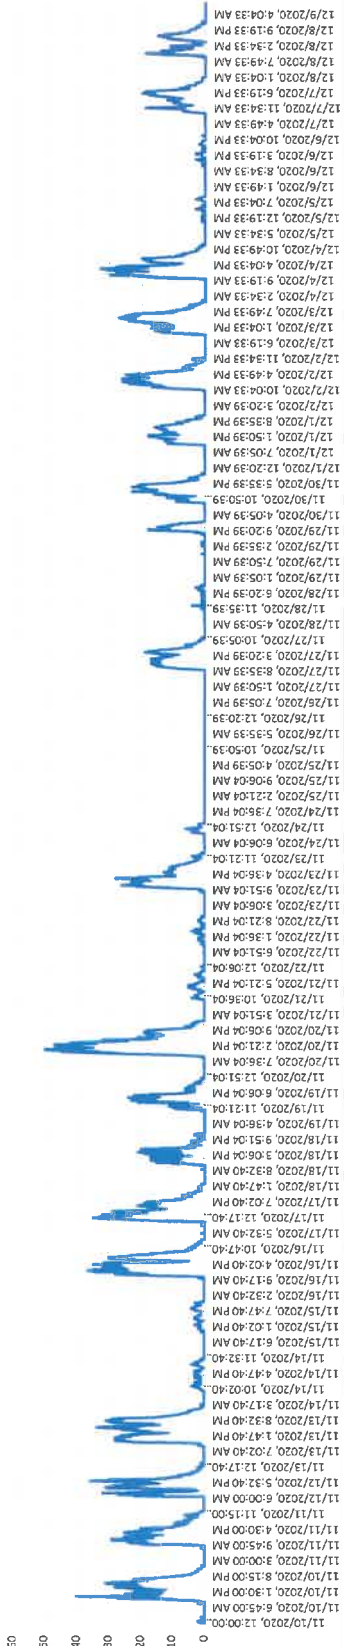 60
50
40
30
20
10
0
11/10/2020, 12:00:00...
11/10/2020, 6:45:00 AM
11/10/2020, 1:30:00 PM
11/10/2020, 8:15:00 PM
11/11/2020, 3:00:00 AM
11/11/2020, 9:45:00 AM
11/11/2020, 4:30:00 PM
11/11/2020, 11:15:00...
11/12/2020, 6:00:00 AM
11/12/2020, 5:32:40 PM
11/13/2020, 12:17:40...
11/13/2020, 7:02:40 AM
11/13/2020, 1:47:40 PM
11/13/2020, 8:32:40 PM
11/14/2020, 3:17:40 AM
11/14/2020, 10:02:40...
11/14/2020, 4:47:40 PM
11/14/2020, 11:32:40...
11/15/2020, 6:17:40 AM
11/15/2020, 1:02:40 PM
11/15/2020, 7:47:40 PM
11/16/2020, 2:32:40 AM
11/16/2020, 9:17:40 AM
11/16/2020, 4:02:40 PM
11/16/2020, 10:47:40...
11/17/2020, 5:32:40 AM
11/17/2020, 12:17:40...
11/17/2020, 7:02:40 PM
11/18/2020, 1:47:40 AM
11/18/2020, 8:32:40 AM
11/18/2020, 3:06:04 PM
11/18/2020, 9:51:04 PM
11/19/2020, 4:36:04 AM
11/19/2020, 11:21:04...
11/19/2020, 6:06:04 PM
11/20/2020, 12:51:04...
11/20/2020, 7:36:04 AM
11/20/2020, 2:21:04 PM
11/20/2020, 9:06:04 PM
11/21/2020, 3:51:04 AM
11/21/2020, 10:36:04...
11/21/2020, 5:21:04 PM
11/22/2020, 12:06:04...
11/22/2020, 6:51:04 AM
11/22/2020, 1:36:04 PM
11/22/2020, 8:21:04 PM
11/23/2020, 3:06:04 AM
11/23/2020, 9:51:04 AM
11/23/2020, 4:36:04 PM
11/23/2020, 11:21:04...
11/24/2020, 6:06:04 AM
11/24/2020, 12:51:04...
11/24/2020, 7:36:04 PM
11/25/2020, 2:21:04 AM
11/25/2020, 9:06:04 AM
11/25/2020, 4:05:39 PM
11/25/2020, 10:50:39...
11/26/2020, 5:35:39 AM
11/26/2020, 12:20:39...
11/26/2020, 7:05:39 PM
11/27/2020, 1:50:39 AM
11/27/2020, 8:35:39 AM
11/27/2020, 3:20:39 PM
11/27/2020, 10:05:39...
11/28/2020, 4:50:39 AM
11/28/2020, 11:35:39...
11/28/2020, 6:20:39 PM
11/29/2020, 1:05:39 AM
11/29/2020, 7:50:39 AM
11/29/2020, 2:35:39 PM
11/29/2020, 9:20:39 PM
11/30/2020, 4:05:39 AM
11/30/2020, 10:50:39...
11/30/2020, 5:35:39 PM
12/1/2020, 12:20:39 AM
12/1/2020, 7:05:39 AM
12/1/2020, 1:50:39 PM
12/1/2020, 8:35:39 PM
12/2/2020, 3:20:39 AM
12/2/2020, 10:04:33 AM
12/2/2020, 4:49:33 PM
12/2/2020, 11:34:33 PM
12/3/2020, 6:19:33 AM
12/3/2020, 1:04:33 PM
12/3/2020, 7:49:33 PM
12/4/2020, 2:34:33 AM
12/4/2020, 9:19:33 AM
12/4/2020, 4:04:33 PM
12/4/2020, 10:49:33 PM
12/5/2020, 5:34:33 AM
12/5/2020, 12:19:33 PM
12/5/2020, 7:04:33 PM
12/6/2020, 1:49:33 AM
12/6/2020, 8:34:33 AM
12/6/2020, 3:19:33 PM
12/6/2020, 10:04:33 PM
12/7/2020, 4:49:33 AM
12/7/2020, 11:34:33 AM
12/7/2020, 6:19:33 PM
12/8/2020, 1:04:33 AM
12/8/2020, 7:49:33 AM
12/8/2020, 2:34:33 PM
12/8/2020, 9:19:33 PM
12/9/2020, 4:04:33 AM